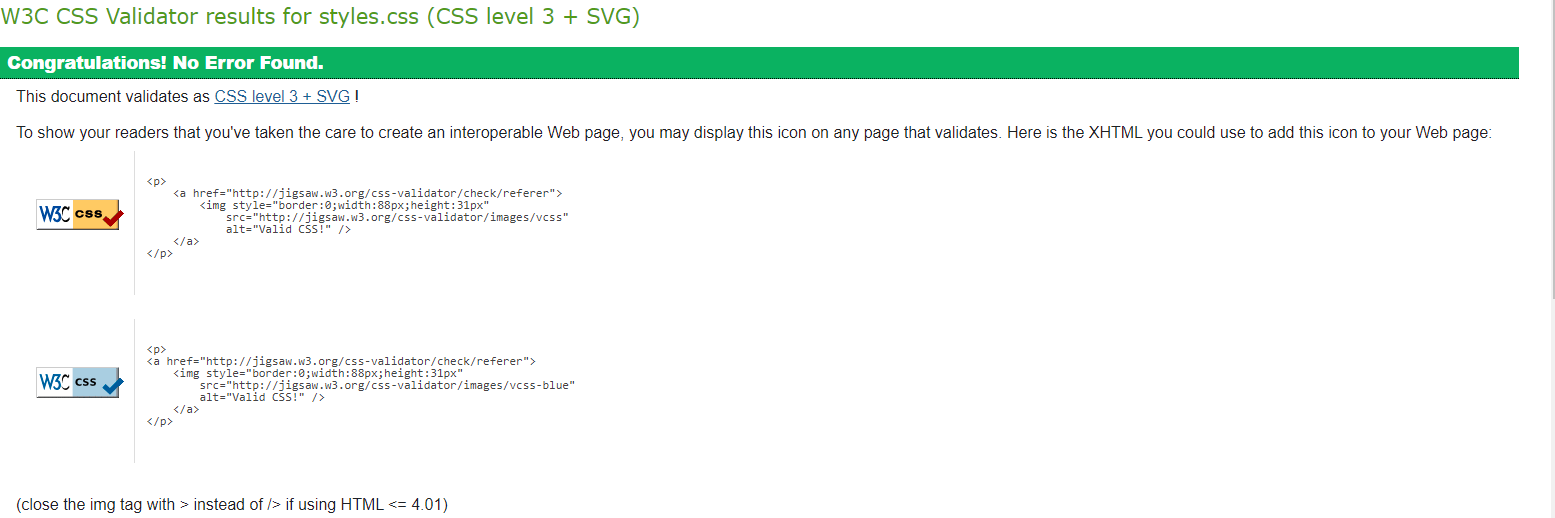 W3C CSS Validator results for styles.css (CSS level 3 + SVG)
Congratulations! No Error Found.
This document validates as CSS level 3 + SVG !
To show your readers that you've taken the care to create an interoperable Web page, you may display this icon on any page that validates. Here is the XHTML you could use to add this icon to your Web page:
W3C css
<p>
<a href="http://jigsaw.w3.org/css-validator/check/referer">
<img style="border:0;width:88px;height:31px"
src="http://jigsaw.w3.org/css-validator/images/vcss"
alt="Valid CSS!" />
</a>
</p>
W3C css
<p>
<a href="http://jigsaw.w3.org/css-validator/check/referer">
<img style="border:0;width:88px;height:31px"
src="http://jigsaw.w3.org/css-validator/images/vcss-blue"
alt="Valid CSS!" />
</a>
</p>
(close the img tag with > instead of /> if using HTML <= 4.01)